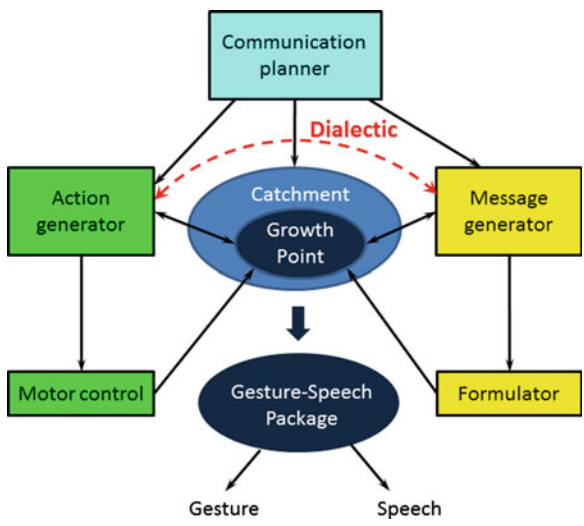 Communication
planner
Dialectic
Action
generator
Catchment
Growth
Point
Message
generator
Motor control
Gesture-Speech
Package
Formulator
Gesture
Speech